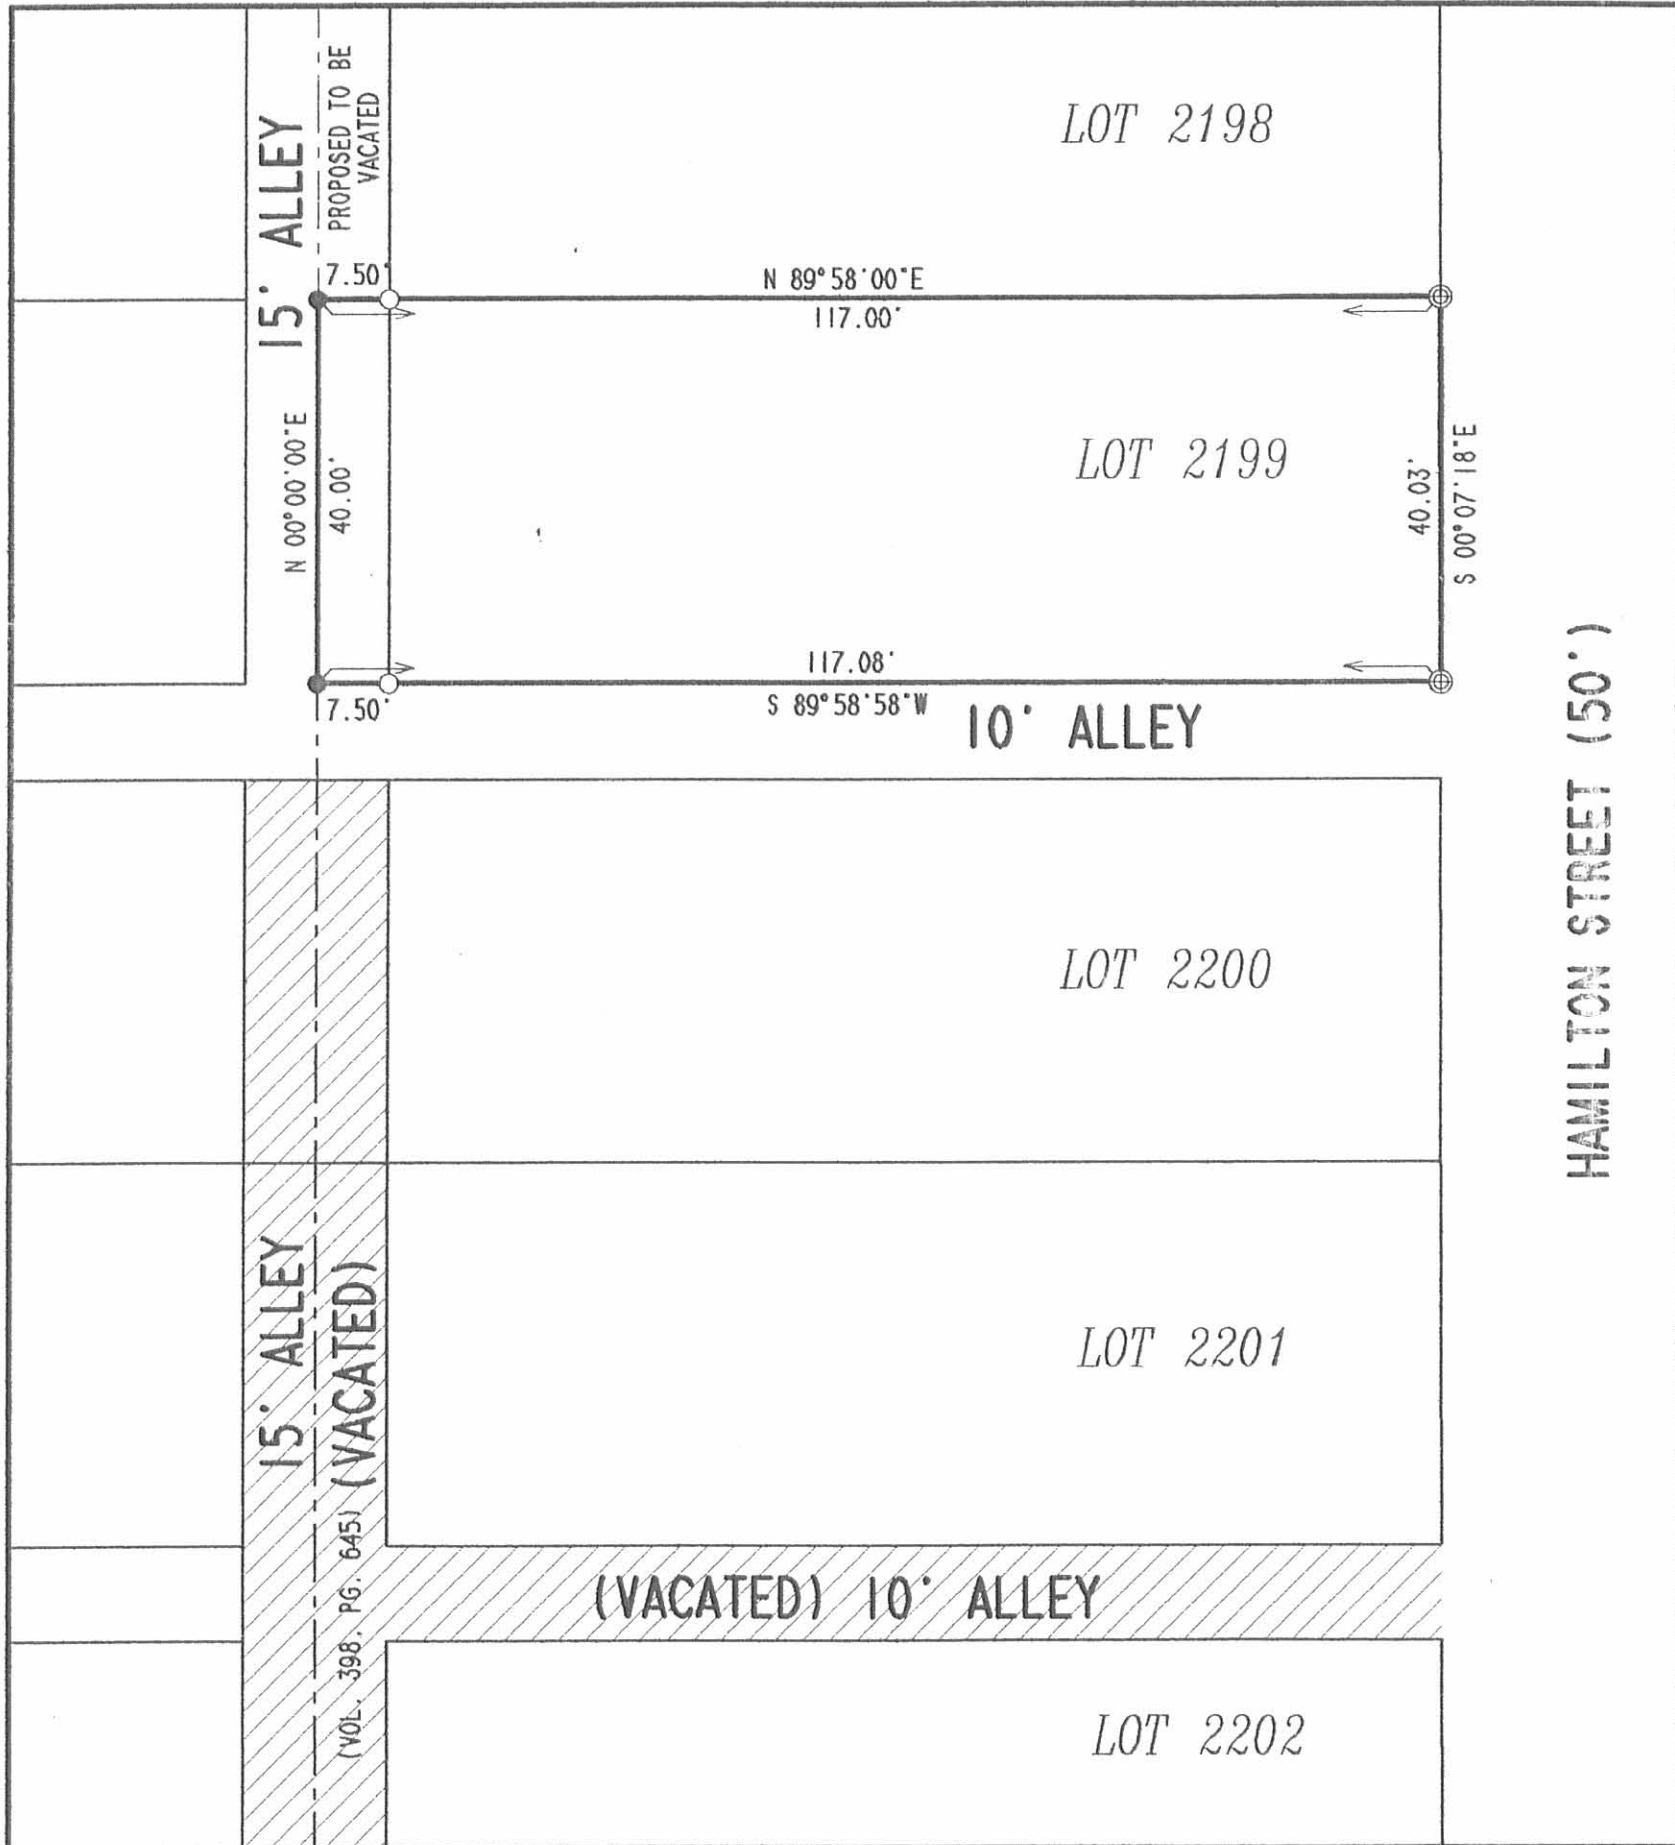 PROPOSED TO BE
VACATED
15' ALLEY
LOT 2198
7.50'
N 89°58'00"E
117.00'
N 00°00'00"E
40.00'
LOT 2199
40.03'
S 00°07'18"E
117.08'
7.50'
S 89°58'58"W
10' ALLEY
HAMILTON STREET (50')
LOT 2200
15' ALLEY
(VACATED)
(VOL. 398, PG. 645)
LOT 2201
(VACATED) 10' ALLEY
LOT 2202